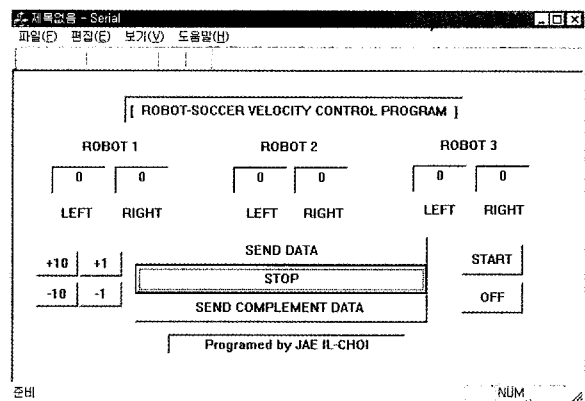 제목없음 - Serial
파일(F) 편집(E) 보기(V) 도움말(H)
[ ROBOT-SOCCER VELOCITY CONTROL PROGRAM ]
ROBOT 1 ROBOT 2 ROBOT 3
0 0 0 0 0 0
LEFT RIGHT LEFT RIGHT LEFT RIGHT
+10 +1 SEND DATA START
STOP
-10 -1 SEND COMPLEMENT DATA OFF
Programed by JAE IL-CHOI
준비 NUM